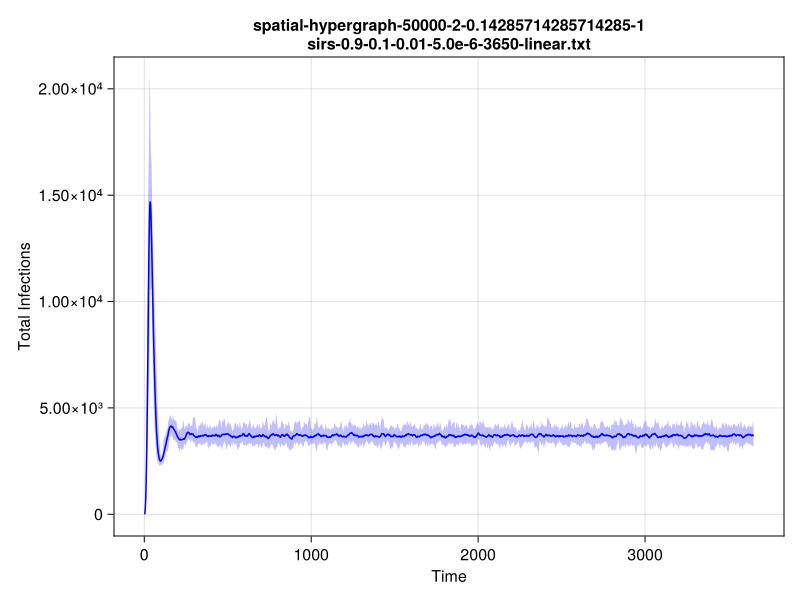 spatial-hypergraph-50000-2-0.14285714285714285-1
sirs-0.9-0.1-0.01-5.0e-6-3650-linear.txt
2.00×10⁴
1.50×10⁴
1.00×10⁴
5.00×10³
0
Total Infections
0 1000 2000 3000
Time